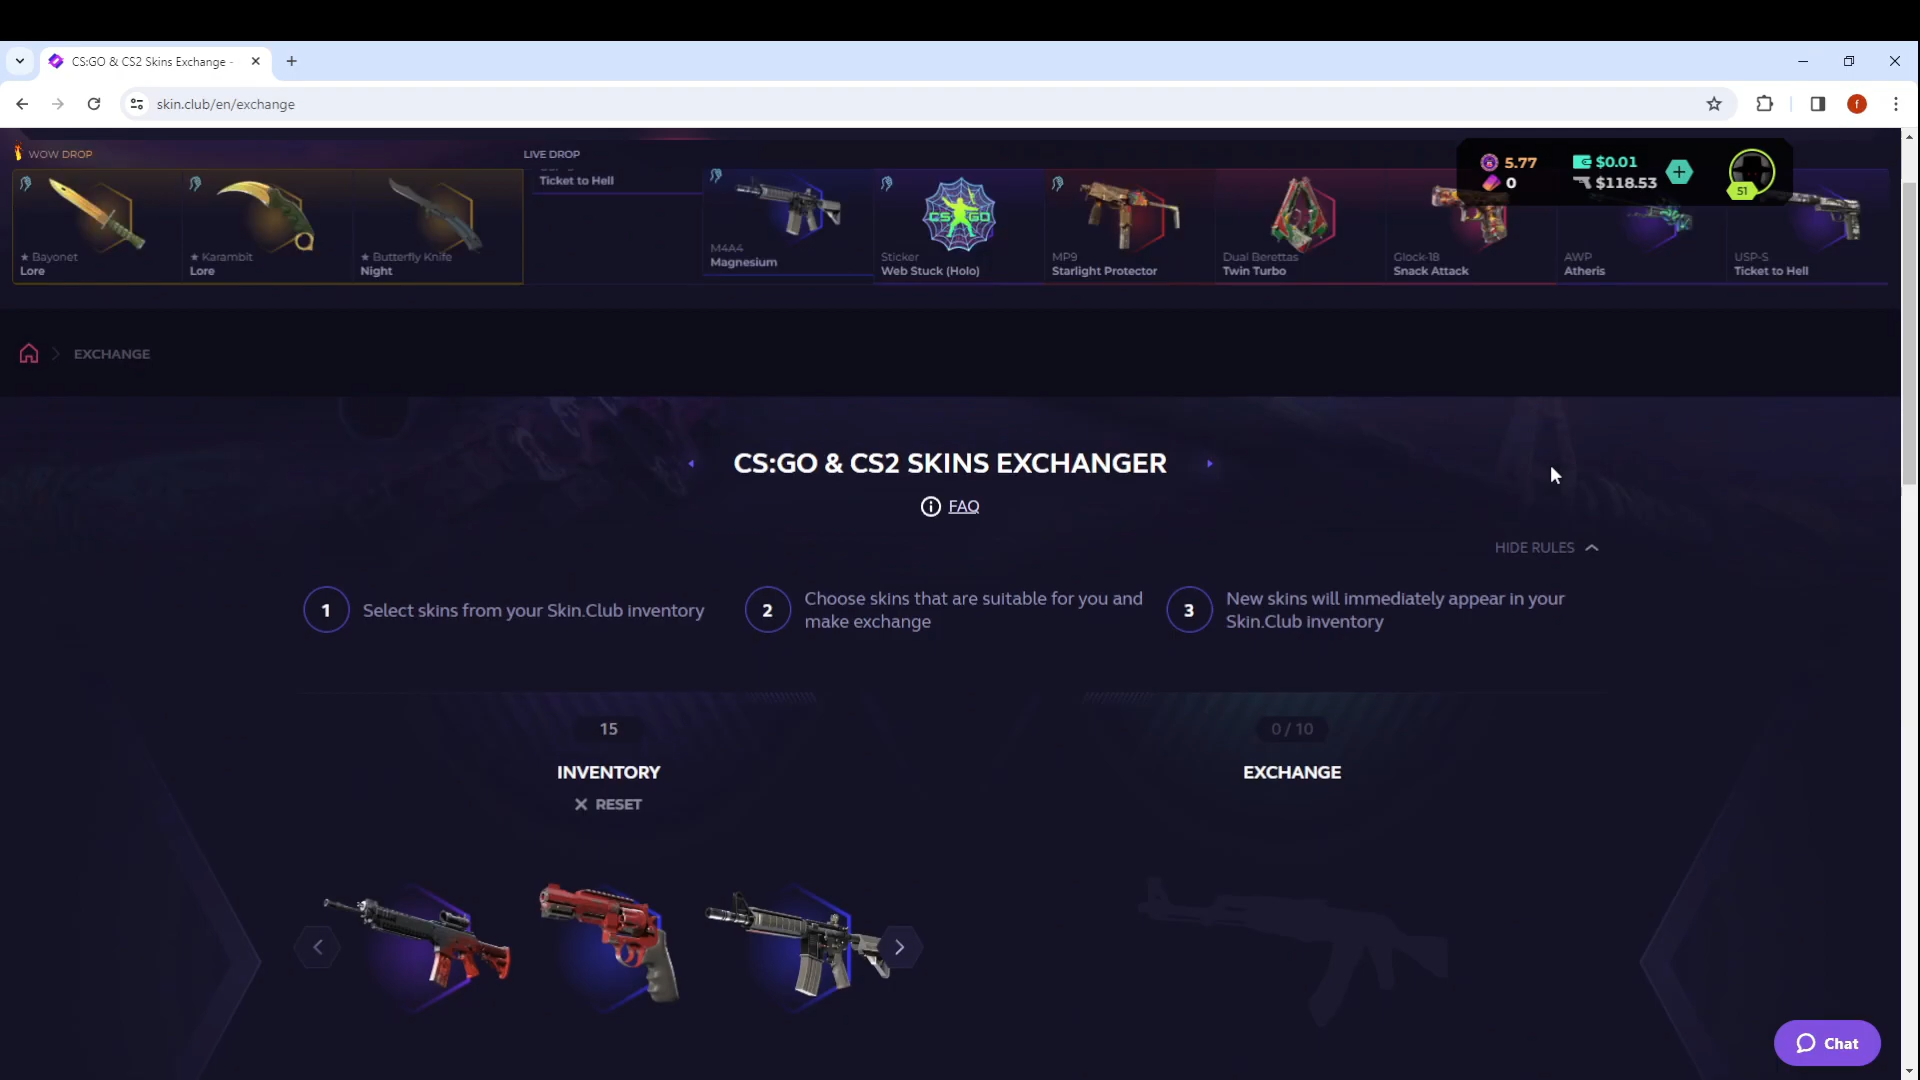 CS:GO & CS2 Skins Exchange -
skin.club/en/exchange
f
WOW DROP
LIVE DROP
5.77
$0.01
0
$118.53
51
★ Bayonet
Lore
★ Karambit
Lore
★ Butterfly Knife
Night
Ticket to Hell
M4A4
Magnesium
CS GO
Sticker
Web Stuck (Holo)
MP9
Starlight Protector
Dual Berettas
Twin Turbo
Glock-18
Snack Attack
AWP
Atheris
USP-S
Ticket to Hell
EXCHANGE
CS:GO & CS2 SKINS EXCHANGER
FAQ
HIDE RULES
1
Select skins from your Skin.Club inventory
2
Choose skins that are suitable for you and
make exchange
3
New skins will immediately appear in your
Skin.Club inventory
15
INVENTORY
RESET
0 / 10
EXCHANGE
Chat